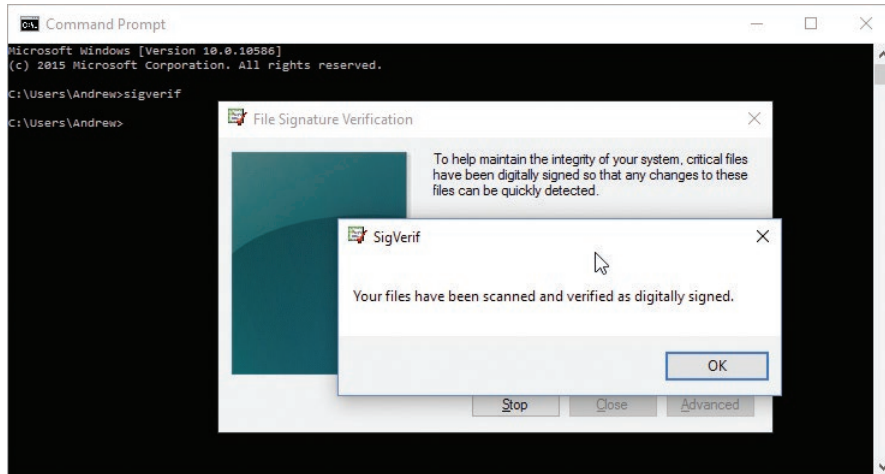 Command Prompt
Microsoft Windows [Version 10.0.10586]
(c) 2015 Microsoft Corporation. All rights reserved.
C:\Users\Andrew>sigverif
C:\Users\Andrew>
File Signature Verification
To help maintain the integrity of your system, critical files
have been digitally signed so that any changes to these
files can be quickly detected.
SigVerif
Your files have been scanned and verified as digitally signed.
OK
Stop Close Advanced